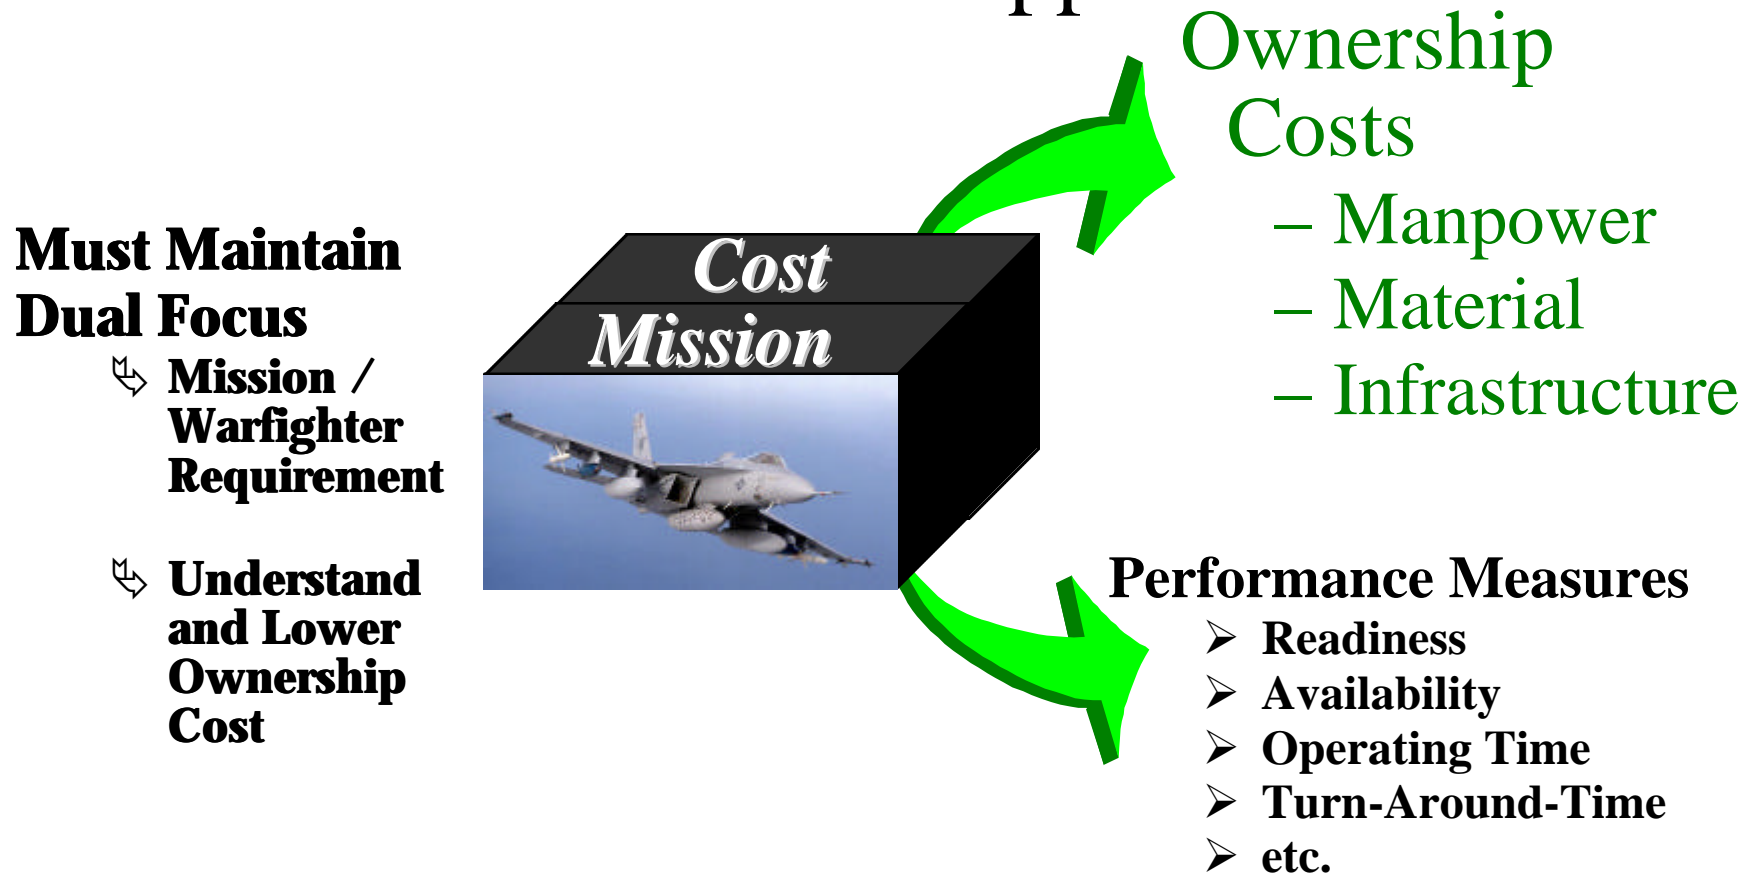 Must Maintain
Dual Focus
Mission /
Warfighter
Requirement
Understand
and Lower
Ownership
Cost
Cost
Mission
Ownership
Costs
– Manpower
– Material
– Infrastructure
Performance Measures
➢ Readiness
➢ Availability
➢ Operating Time
➢ Turn-Around-Time
➢ etc.